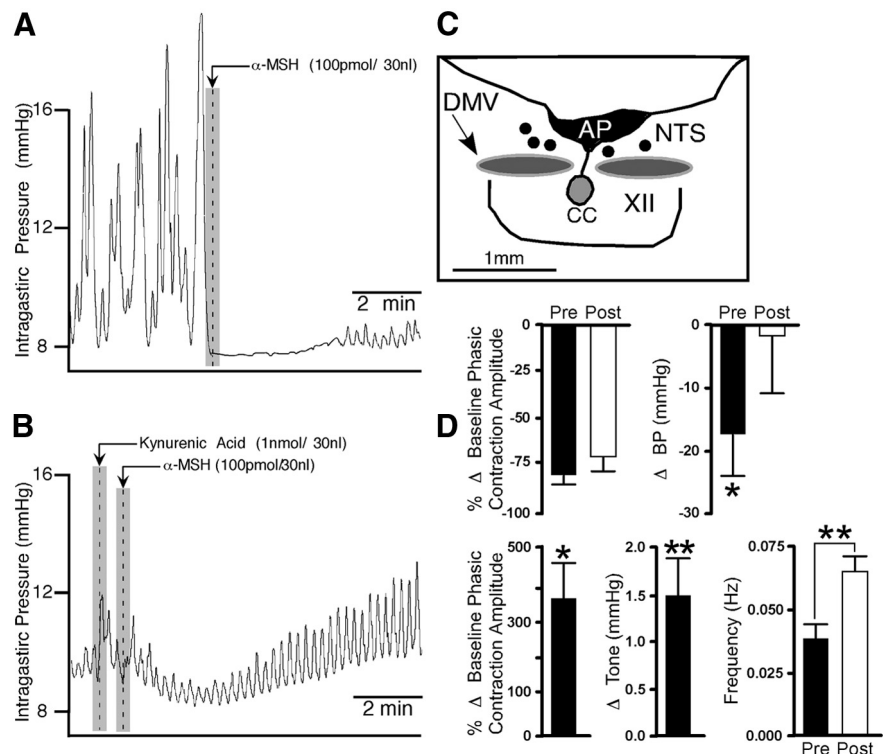 A
α-MSH (100pmol/ 30nl)
Intragastirc Pressure (mmHg)
16
12
8
2 min
B
Kynurenic Acid (1nmol/ 30nl)
α-MSH (100pmol/30nl)
Intragastirc Pressure (mmHg)
16
12
8
2 min
C
DMV
AP
NTS
CC
XII
1mm
D
Pre Post
% Δ Baseline Phasic
Contraction Amplitude
0
-25
-50
-75
-100
Pre Post
Δ BP (mmHg)
0
-10
-20
-30
*
% Δ Baseline Phasic
Contraction Amplitude
500
300
100
0
*
Δ Tone (mmHg)
2.0
1.5
1.0
0.5
0.0
**
Frequency (Hz)
0.075
0.050
0.025
0.000
**
Pre Post